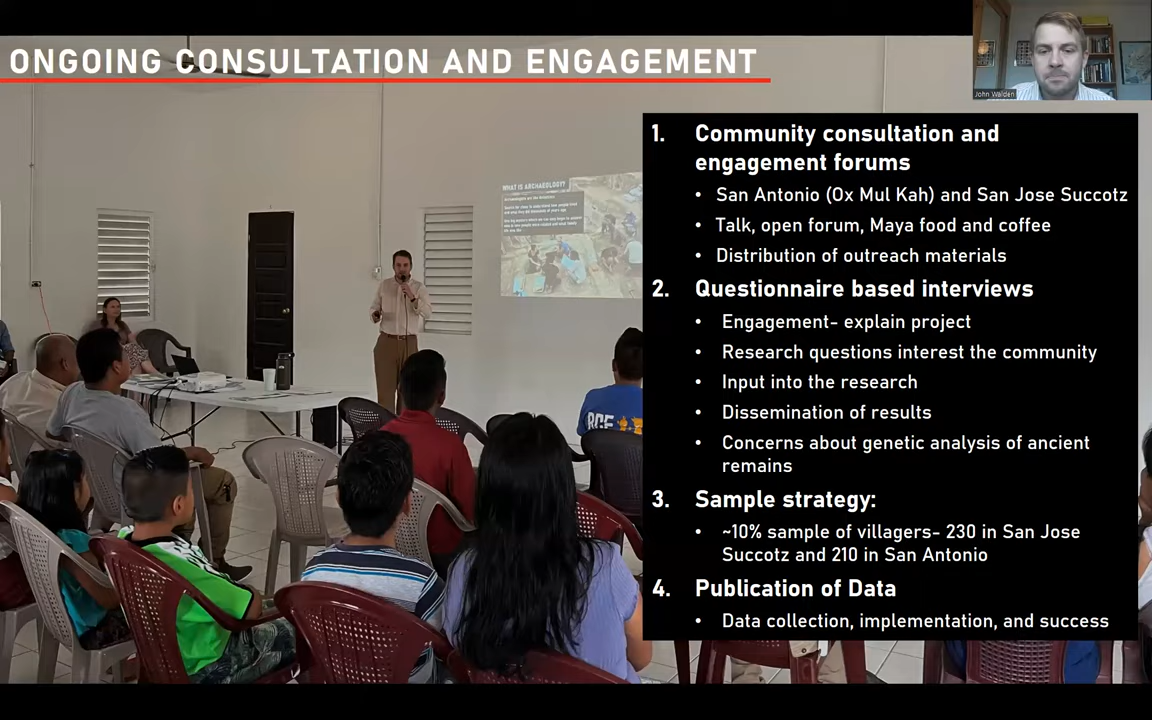 ONGOING CONSULTATION AND ENGAGEMENT
John Walden
1. Community consultation and
engagement forums
• San Antonio (Ox Mul Kah) and San Jose Succotz
• Talk, open forum, Maya food and coffee
• Distribution of outreach materials
2. Questionnaire based interviews
• Engagement- explain project
• Research questions interest the community
• Input into the research
• Dissemination of results
• Concerns about genetic analysis of ancient
remains
3. Sample strategy:
• ~10% sample of villagers- 230 in San Jose
Succotz and 210 in San Antonio
4. Publication of Data
• Data collection, implementation, and success
WHAT IS ARCHAEOLOGY?